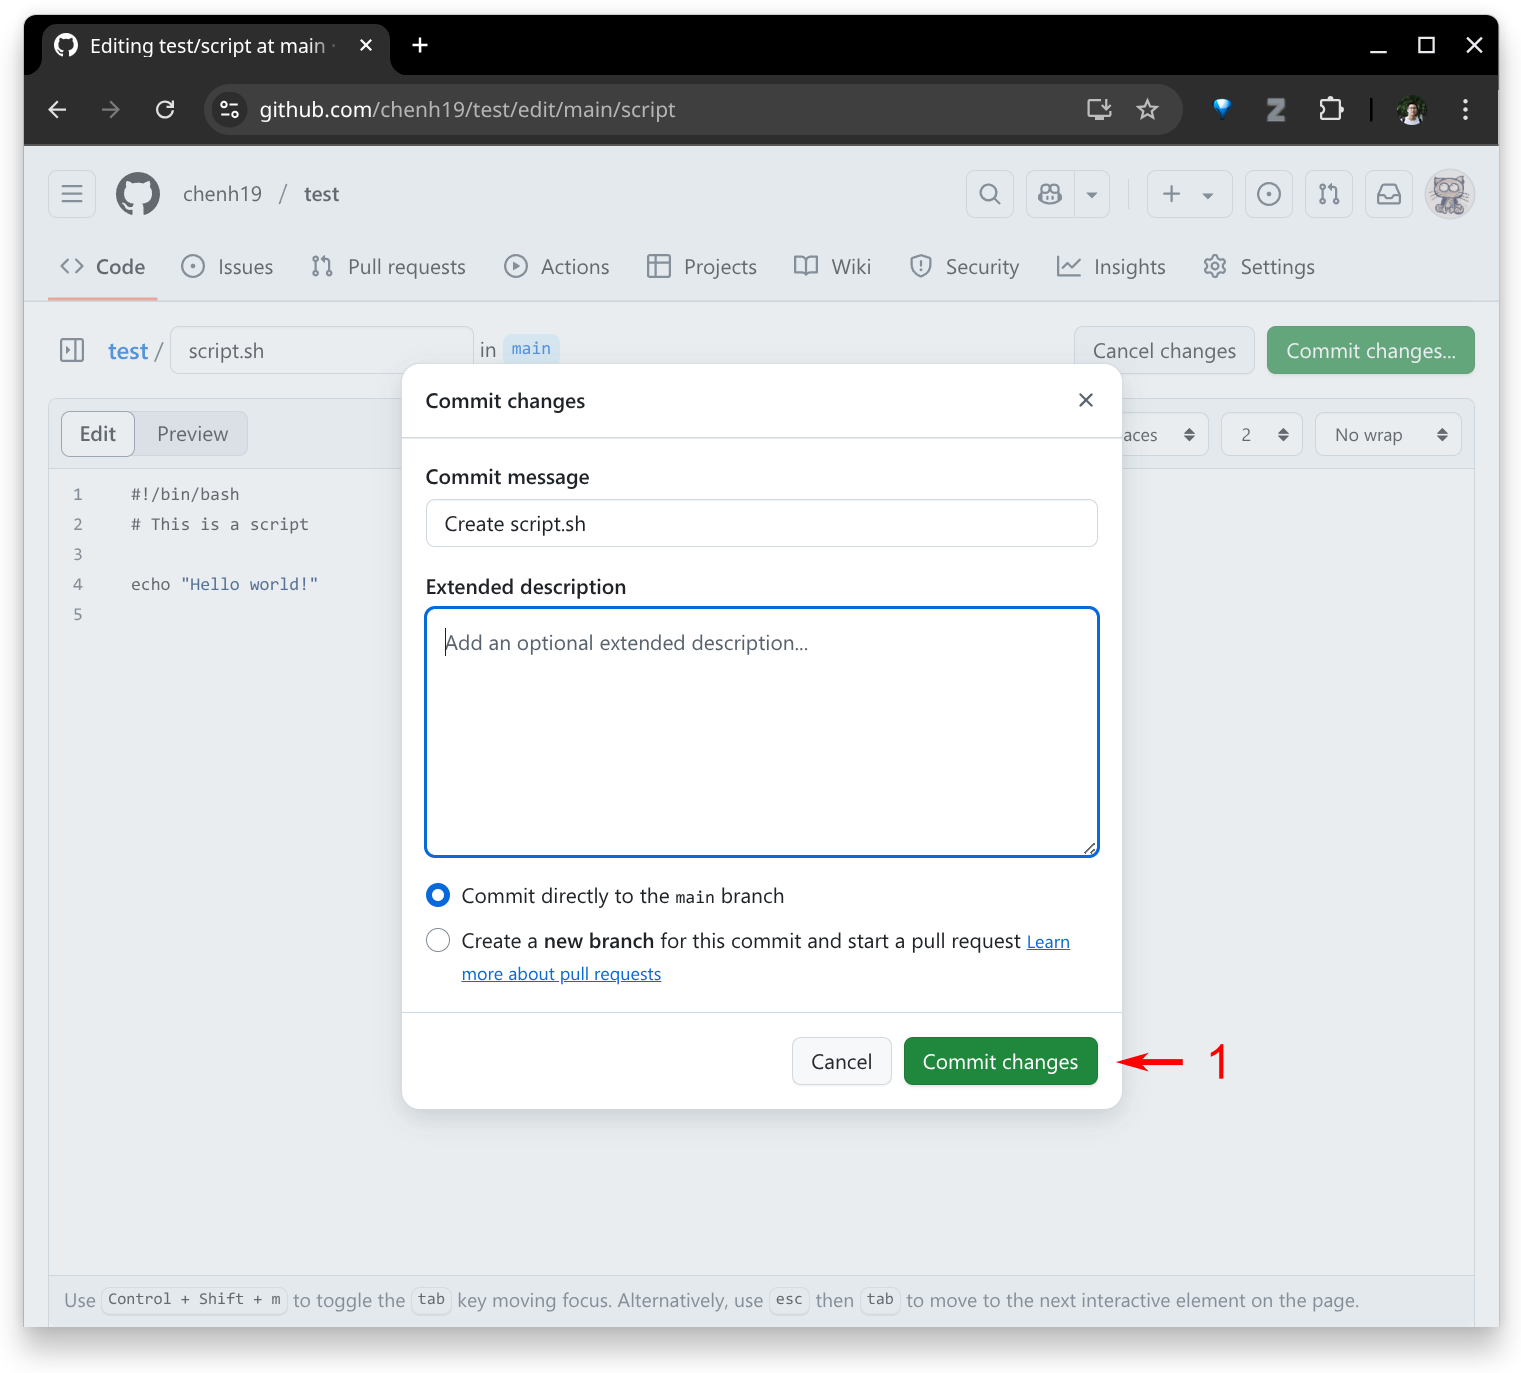 Editing test/script at main
github.com/chenh19/test/edit/main/script
chenh19 / test
Code Issues Pull requests Actions Projects Wiki Security Insights Settings
test / script.sh in main Cancel changes Commit changes...
Edit Preview aces 2 No wrap
1 #!/bin/bash
2 # This is a script
3
4 echo "Hello world!"
5
Commit changes
Commit message
Create script.sh
Extended description
Add an optional extended description...
Commit directly to the main branch
Create a new branch for this commit and start a pull request Learn
more about pull requests
Cancel Commit changes 1
Use Control + Shift + m to toggle the tab key moving focus. Alternatively, use esc then tab to move to the next interactive element on the page.